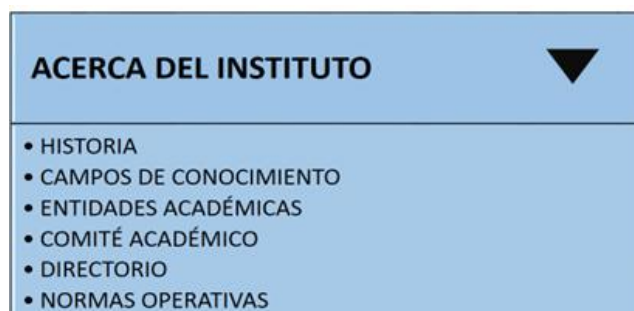 ACERCA DEL INSTITUTO
• HISTORIA
• CAMPOS DE CONOCIMIENTO
• ENTIDADES ACADÉMICAS
• COMITÉ ACADÉMICO
• DIRECTORIO
• NORMAS OPERATIVAS